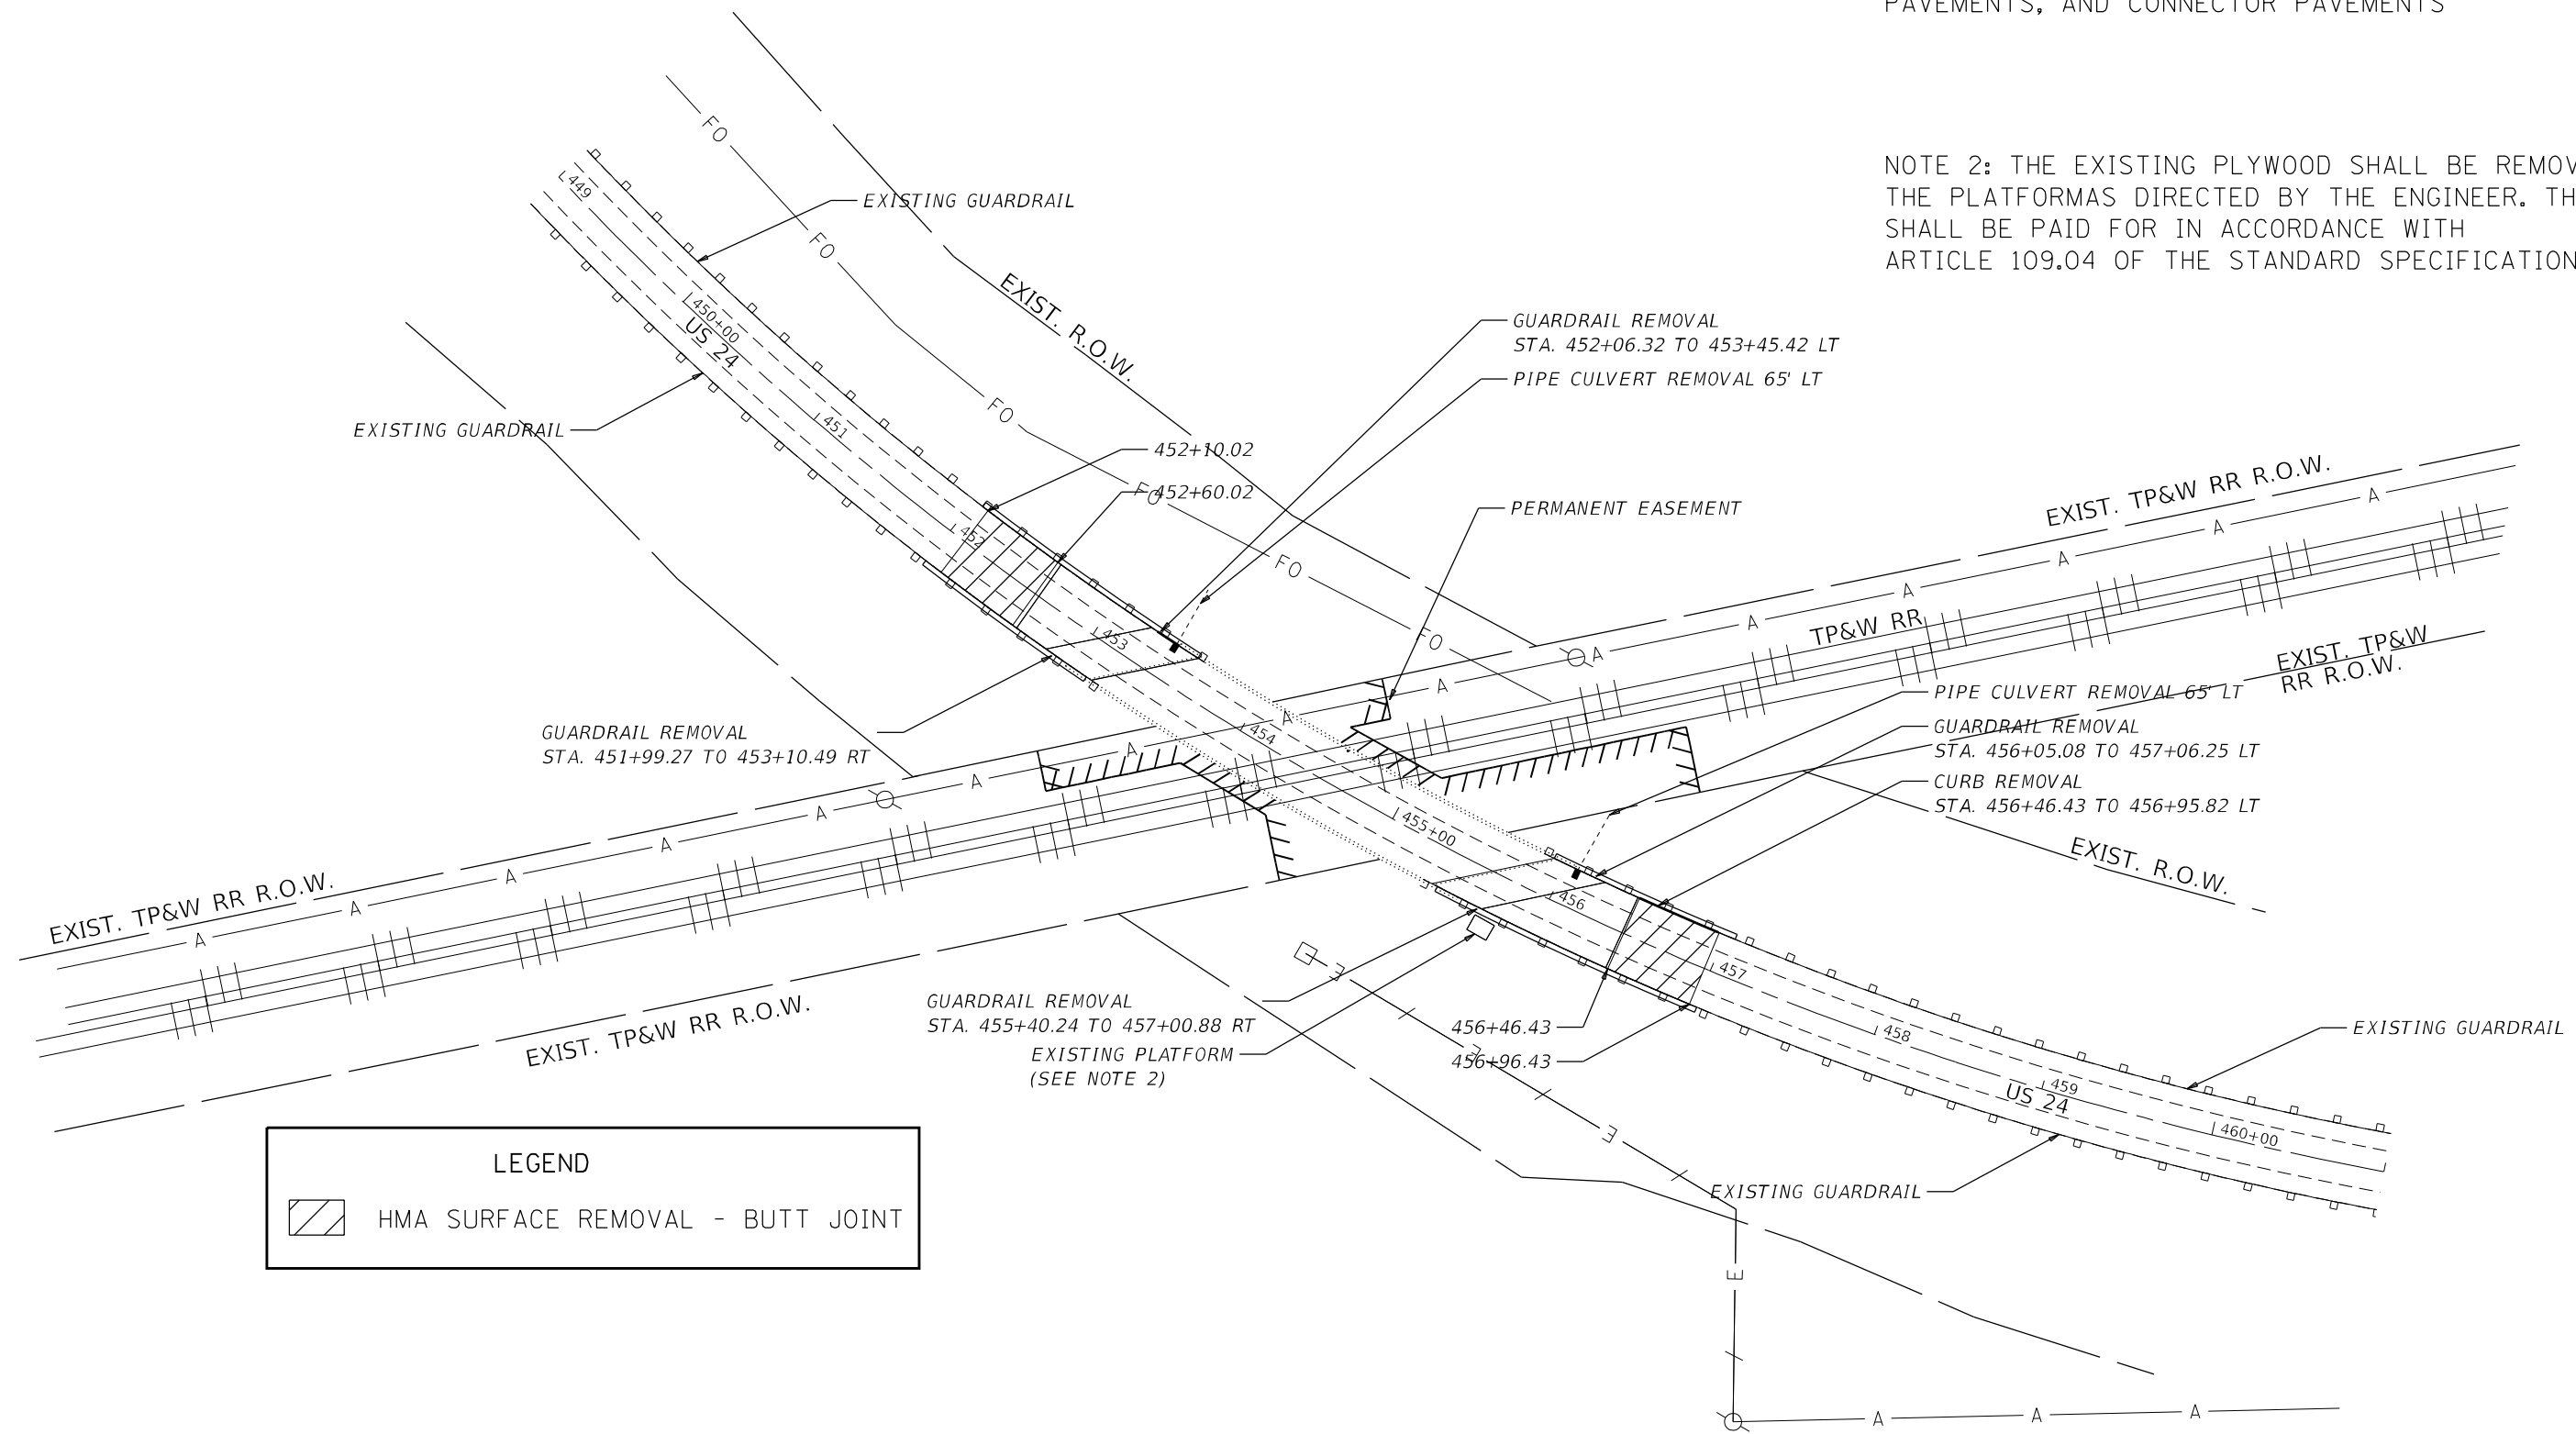 PAVEMENTS, AND CONNECTOR PAVEMENTS
NOTE 2: THE EXISTING PLYWOOD SHALL BE
THE PLATFORMAS DIRECTED BY THE ENGINEER.
SHALL BE PAID FOR IN ACCORDANCE WITH
ARTICLE 109.04 OF THE STANDARD
FO
FO
FO
FO
FO
FO
449
EXISTING GUARDRAIL
450+00
US 24
EXIST. R.O.W.
GUARDRAIL REMOVAL
STA. 452+06.32 TO 453+45.42 LT
PIPE CULVERT REMOVAL 65' LT
EXISTING GUARDRAIL
451
452+10.02
452+60.02
452
PERMANENT EASEMENT
EXIST. TP&W RR R.O.W.
A
A
A
A
A
A
A
A
A
TP&W RR
453
454
EXIST. TP&W
RR R.O.W.
PIPE CULVERT REMOVAL 65' LT
GUARDRAIL REMOVAL
STA. 456+05.08 TO 457+06.25 LT
CURB REMOVAL
STA. 456+46.43 TO 456+95.82 LT
GUARDRAIL REMOVAL
STA. 451+99.27 TO 453+10.49 RT
A
A
A
A
A
A
A
455+00
456
EXIST. R.O.W.
EXIST. TP&W RR R.O.W.
457
GUARDRAIL REMOVAL
STA. 455+40.24 TO 457+00.88 RT
EXISTING PLATFORM
(SEE NOTE 2)
EXIST. TP&W RR R.O.W.
456+46.43
456+96.43
458
EXISTING GUARDRAIL
459
US 24
460+00
E
E
E
E
EXISTING GUARDRAIL
LEGEND
HMA SURFACE REMOVAL - BUTT JOINT
A
A
A